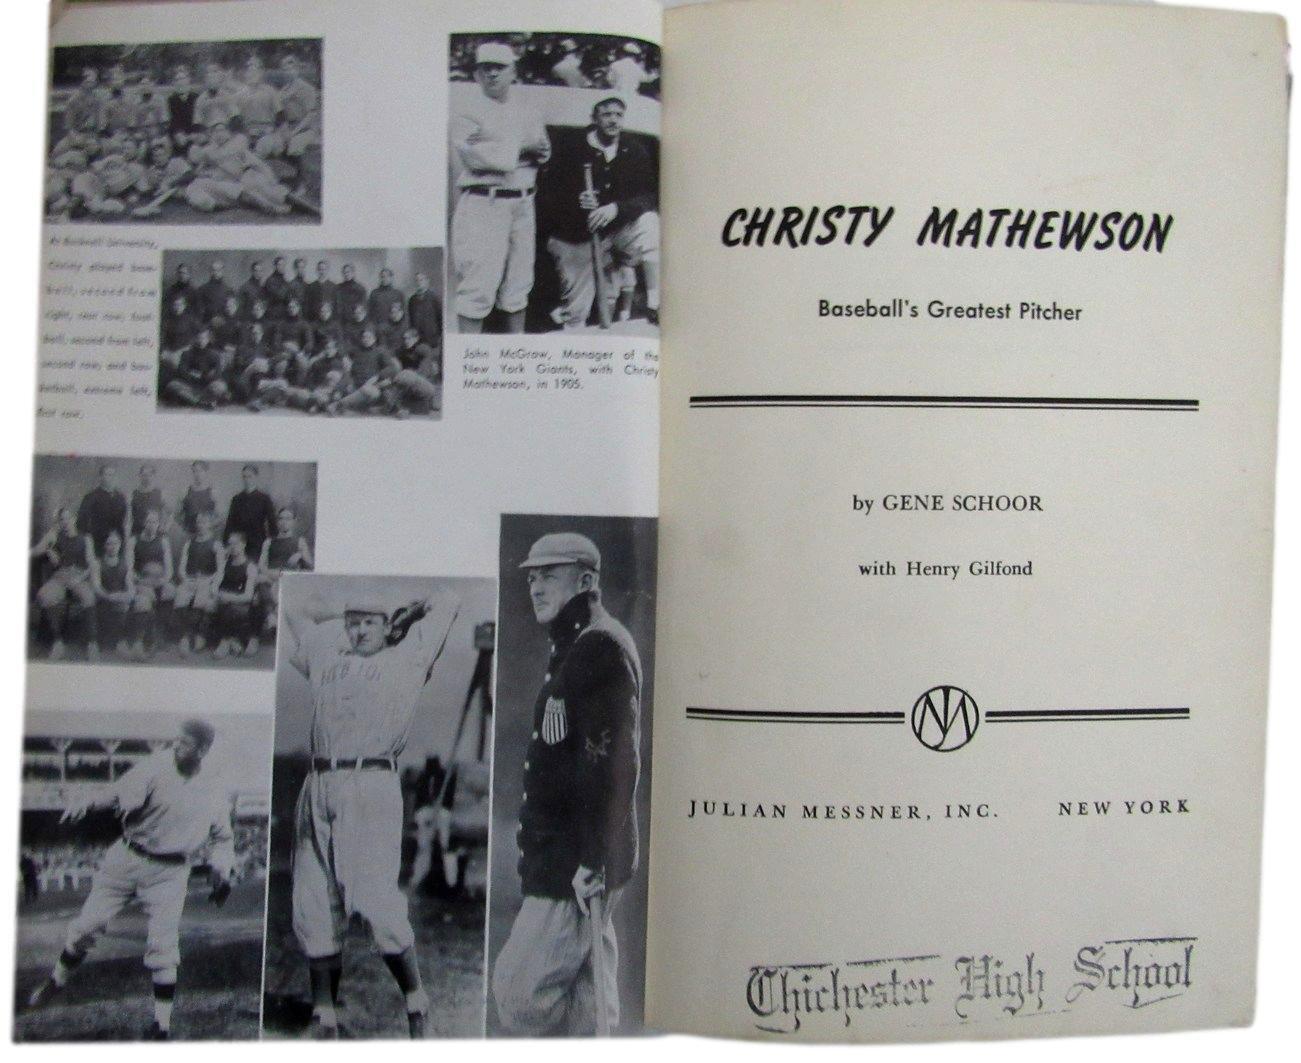 At Bucknell University,
Christy played base-
ball, second from
right, rear row; foot-
ball, second from left,
second row; and bas-
ketball, extreme left,
first row.
John McGraw, Manager of the
New York Giants, with Christy
Mathewson, in 1905.
NEW YOR
CHRISTY MATHEWSON
Baseball's Greatest Pitcher
by GENE SCHOOR
with Henry Gilfond
JM
JULIAN MESSNER, INC. NEW YORK
Chichester High School